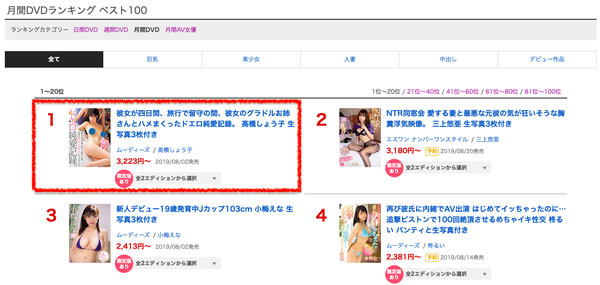 月間DVDランキング ベスト100
ランキングカテゴリー 日間DVD 週間DVD 月間DVD 月間AV女優
全て 巨乳 美少女 人妻 中出し デビュー作品
1～20位 1位～20位 / 21位～40位 / 41位～60位 / 61位～80位 / 81位～100位
1
彼女が四日間、旅行で留守の間、彼女のグラドルお姉
さんとハメまくったドエロ純愛記録。 高橋しょう子 生
写真3枚付き
ムーディーズ / 高橋しょう子
3,223円～ 2019/08/02発売
限定版あり 全2エディションから選択
2
NTR同窓会 愛する妻と最悪な元彼の気が狂いそうな胸
糞浮気映像。 三上悠亜 生写真3枚付き
エスワン ナンバーワンスタイル / 三上悠亜
3,180円～ 予約 2019/08/20発売
限定版あり 全2エディションから選択
3
新人デビュー19歳発育中Jカップ103cm 小梅えな 生
写真3枚付き
ムーディーズ / 小梅えな
2,413円～ 2019/08/02発売
限定版あり 全2エディションから選択
4
再び彼氏に内緒でAV出演 はじめてイッちゃったのに…
追撃ピストンで100回絶頂させるめちゃイキ性交 柊る
い パンティと生写真付き
ムーディーズ / 柊るい
2,381円～ 予約 2019/08/14発売
限定版あり 全2エディションから選択